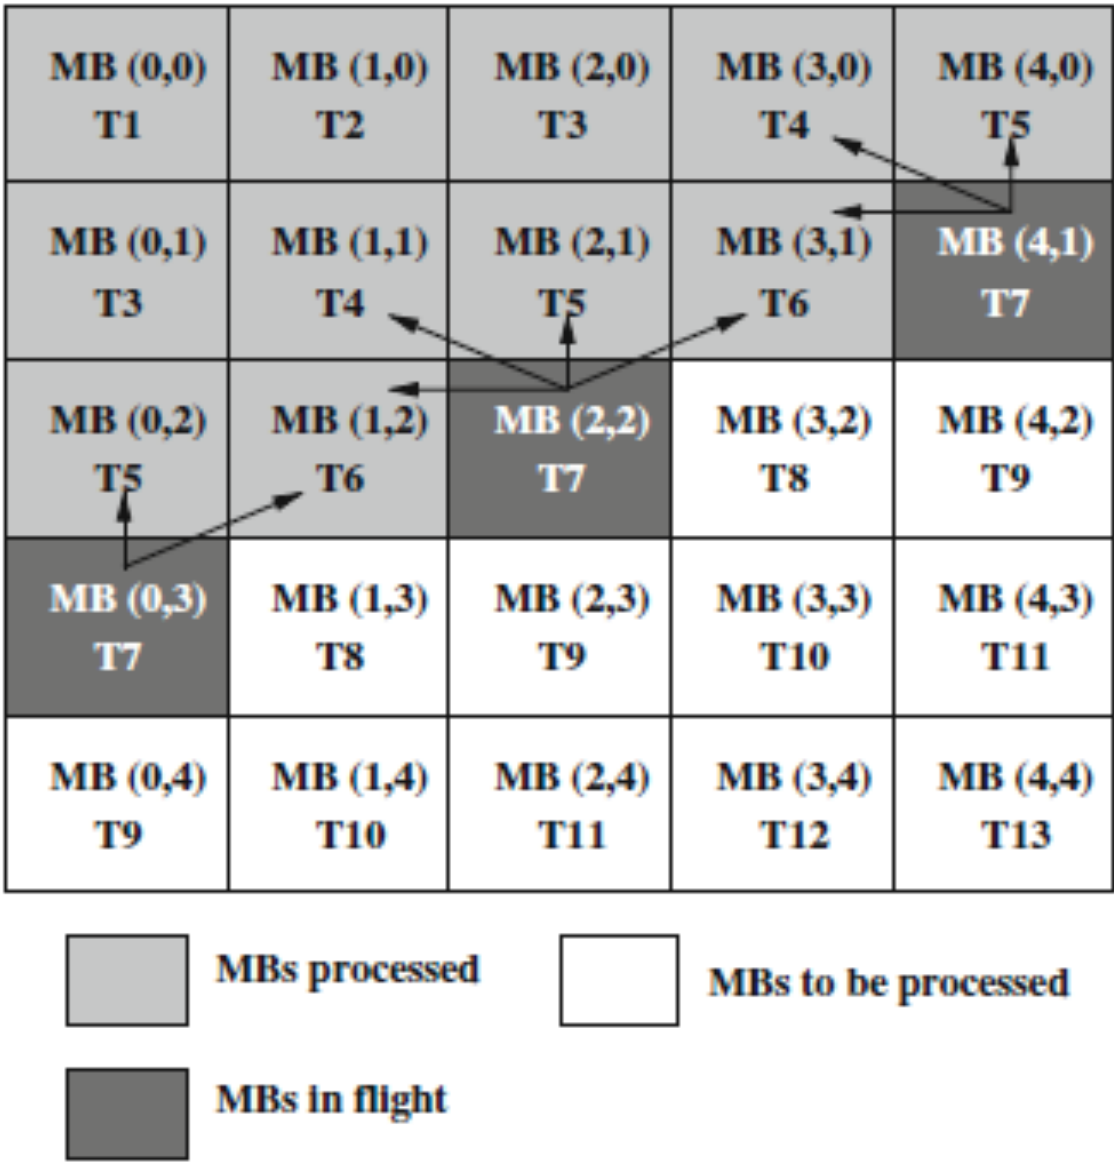 MB (0,0) MB (1,0) MB (2,0) MB (3,0) MB (4,0)
T1 T2 T3 T4 T5
MB (0,1) MB (1,1) MB (2,1) MB (3,1) MB (4,1)
T3 T4 T5 T6 T7
MB (0,2) MB (1,2) MB (2,2) MB (3,2) MB (4,2)
T5 T6 T7 T8 T9
MB (0,3) MB (1,3) MB (2,3) MB (3,3) MB (4,3)
T7 T8 T9 T10 T11
MB (0,4) MB (1,4) MB (2,4) MB (3,4) MB (4,4)
T9 T10 T11 T12 T13
MBs processed
MBs to be processed
MBs in flight